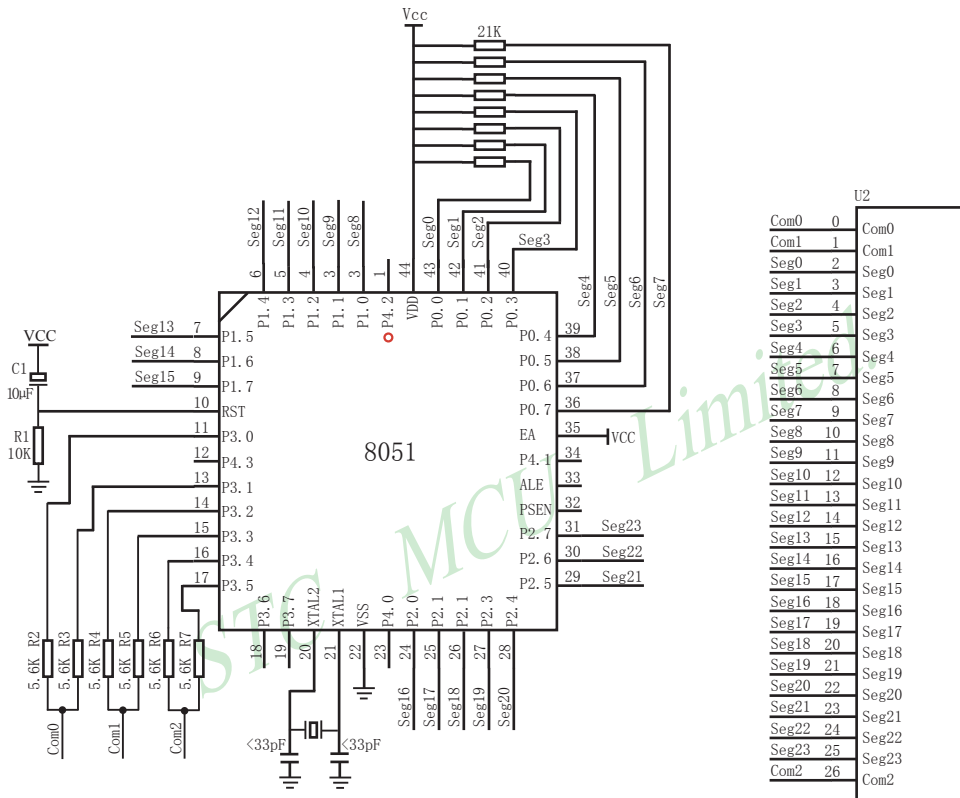 Vcc
21K
Seg12
Seg11
Seg10
Seg9
Seg8
Seg0
Seg1
Seg2
Seg3
Seg4
Seg5
Seg6
Seg7
6
5
4
3
3
1
44
43
42
41
40
P1.4
P1.3
P1.2
P1.1
P1.0
P4.2
VDD
P0.0
P0.1
P0.2
P0.3
VCC
C1
10μF
R1
10K
Seg13 7 P1.5
Seg14 8 P1.6
Seg15 9 P1.7
10 RST
11 P3.0
12 P4.3
13 P3.1
14 P3.2
15 P3.3
16 P3.4
17 P3.5
8051
P0.4 39
P0.5 38
P0.6 37
P0.7 36
EA 35 VCC
P4.1 34
ALE 33
PSEN 32
P2.7 31 Seg23
P2.6 30 Seg22
P2.5 29 Seg21
P3.6
P3.7
XTAL2
XTAL1
VSS
P4.0
P2.0
P2.1
P2.1
P2.3
P2.4
18
19
20
21
22
23
24
25
26
27
28
Seg16
Seg17
Seg18
Seg19
Seg20
5.6K R2
5.6K R3
5.6K R4
5.6K R5
5.6K R6
5.6K R7
Com0
Com1
Com2
<33pF
<33pF
STC MCU Limited.
U2
Com0 0 Com0
Com1 1 Com1
Seg0 2 Seg0
Seg1 3 Seg1
Seg2 4 Seg2
Seg3 5 Seg3
Seg4 6 Seg4
Seg5 7 Seg5
Seg6 8 Seg6
Seg7 9 Seg7
Seg8 10 Seg8
Seg9 11 Seg9
Seg10 12 Seg10
Seg11 13 Seg11
Seg12 14 Seg12
Seg13 15 Seg13
Seg14 16 Seg14
Seg15 17 Seg15
Seg16 18 Seg16
Seg17 19 Seg17
Seg18 20 Seg18
Seg19 21 Seg19
Seg20 22 Seg20
Seg21 23 Seg21
Seg22 24 Seg22
Seg23 25 Seg23
Com2 26 Com2